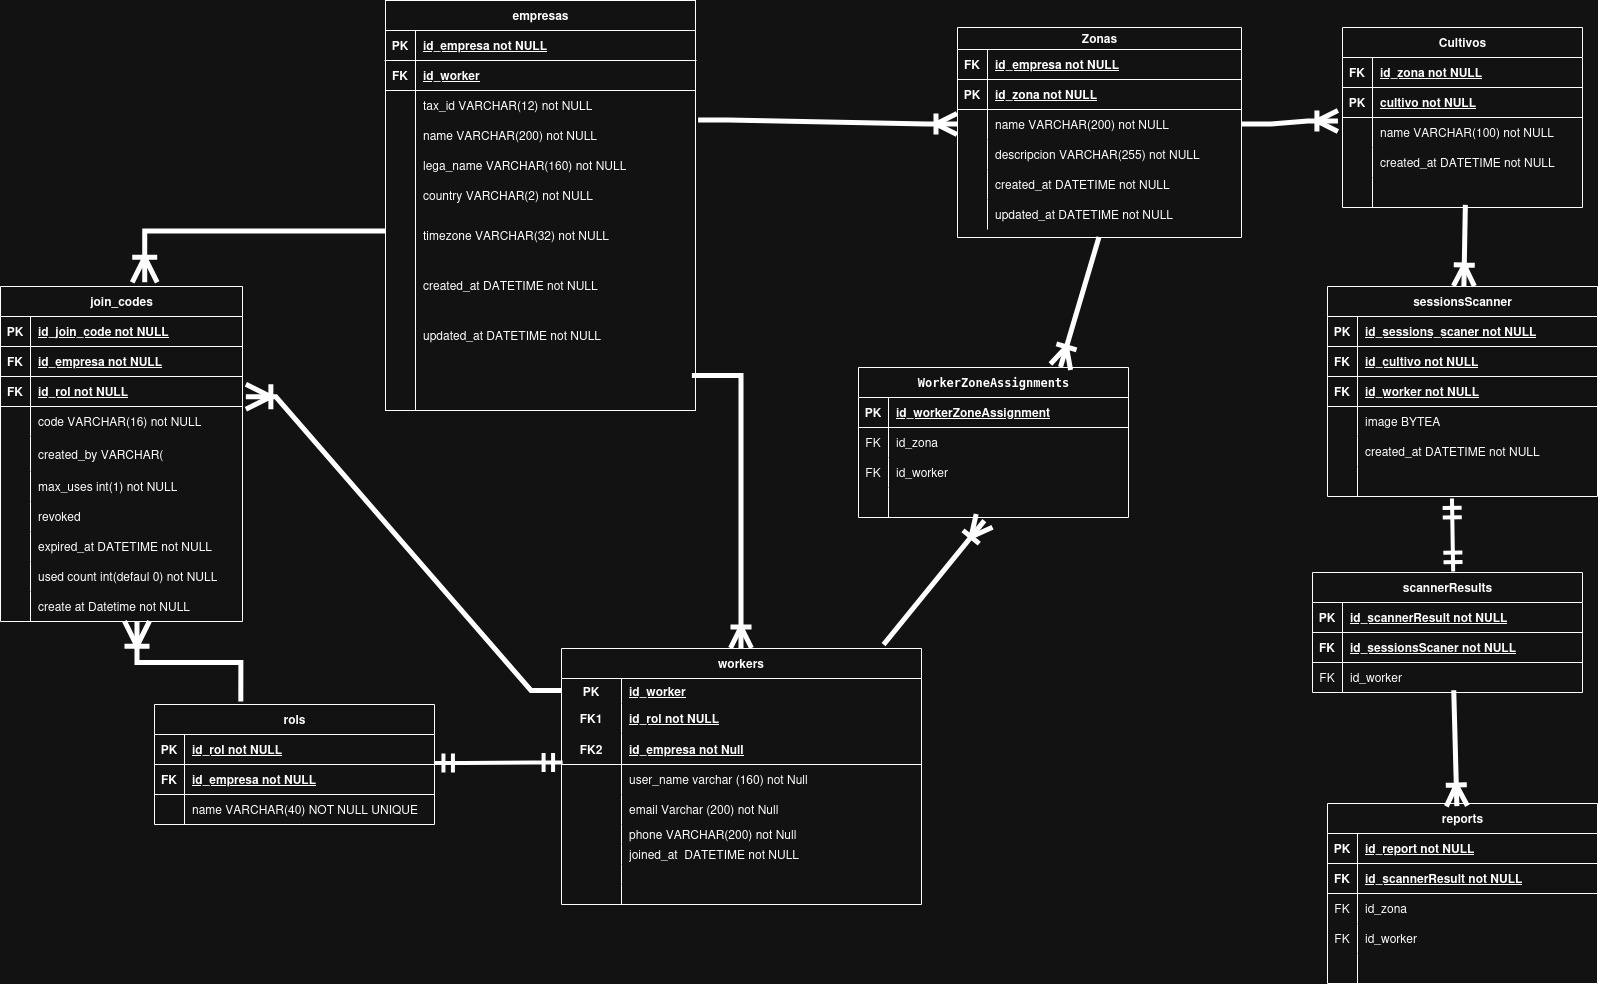 empresas
PK id_empresa not NULL
FK id_worker
tax_id VARCHAR(12) not NULL
name VARCHAR(200) not NULL
lega_name VARCHAR(160) not NULL
country VARCHAR(2) not NULL
timezone VARCHAR(32) not NULL
created_at DATETIME not NULL
updated_at DATETIME not NULL
Zonas
FK id_empresa not NULL
PK id_zona not NULL
name VARCHAR(200) not NULL
descripcion VARCHAR(255) not NULL
created_at DATETIME not NULL
updated_at DATETIME not NULL
Cultivos
FK id_zona not NULL
PK cultivo not NULL
name VARCHAR(100) not NULL
created_at DATETIME not NULL
join_codes
PK id_join_code not NULL
FK id_empresa not NULL
FK id_rol not NULL
code VARCHAR(16) not NULL
created_by VARCHAR(
max_uses int(1) not NULL
revoked
expired_at DATETIME not NULL
used count int(defaul 0) not NULL
create at Datetime not NULL
WorkerZoneAssignments
PK id_workerZoneAssignment
FK id_zona
FK id_worker
sessionsScanner
PK id_sessions_scaner not NULL
FK id_cultivo not NULL
FK id_worker not NULL
image BYTEA
created_at DATETIME not NULL
scannerResults
PK id_scannerResult not NULL
FK id_sessionsScaner not NULL
FK id_worker
workers
PK id_worker
FK1 id_rol not NULL
FK2 id_empresa not Null
user_name varchar (160) not Null
email Varchar (200) not Null
phone VARCHAR(200) not Null
joined_at DATETIME not NULL
rols
PK id_rol not NULL
FK id_empresa not NULL
name VARCHAR(40) NOT NULL UNIQUE
reports
PK id_report not NULL
FK id_scannerResult not NULL
FK id_zona
FK id_worker